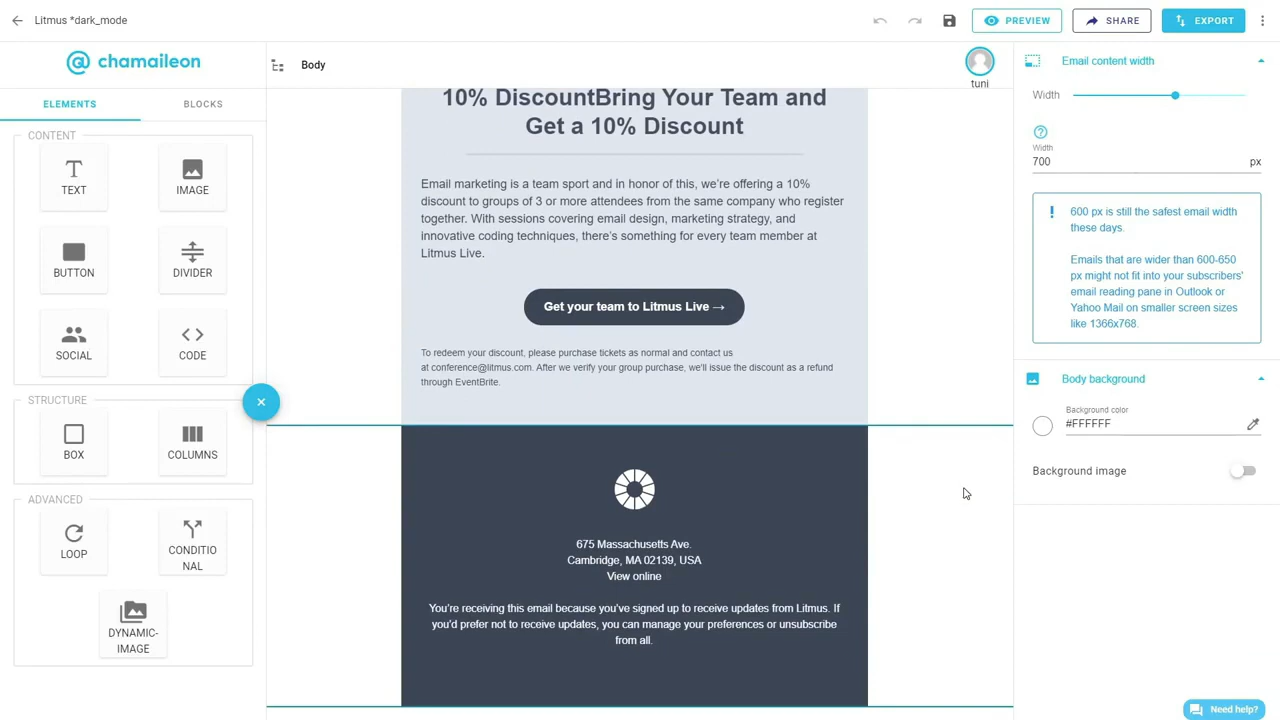 Litmus *dark_mode
PREVIEW
SHARE
EXPORT
@ chamaileon
Body
tuni
ELEMENTS
BLOCKS
CONTENT
TEXT
IMAGE
BUTTON
DIVIDER
SOCIAL
CODE
STRUCTURE
BOX
COLUMNS
ADVANCED
LOOP
CONDITIO
NAL
DYNAMIC-
IMAGE
10% DiscountBring Your Team and
Get a 10% Discount
Email marketing is a team sport and in honor of this, we're offering a 10%
discount to groups of 3 or more attendees from the same company who register
together. With sessions covering email design, marketing strategy, and
innovative coding techniques, there's something for every team member at
Litmus Live.
Get your team to Litmus Live →
To redeem your discount, please purchase tickets as normal and contact us
at conference@litmus.com. After we verify your group purchase, we'll issue the discount as a refund
through EventBrite.
675 Massachusetts Ave.
Cambridge, MA 02139, USA
View online
You're receiving this email because you've signed up to receive updates from Litmus. If
you'd prefer not to receive updates, you can manage your preferences or unsubscribe
from all.
Email content width
Width
Width
700 px
600 px is still the safest email width
these days.
Emails that are wider than 600-650
px might not fit into your subscribers'
email reading pane in Outlook or
Yahoo Mail on smaller screen sizes
like 1366x768.
Body background
Background color
#FFFFFF
Background image
Need help?